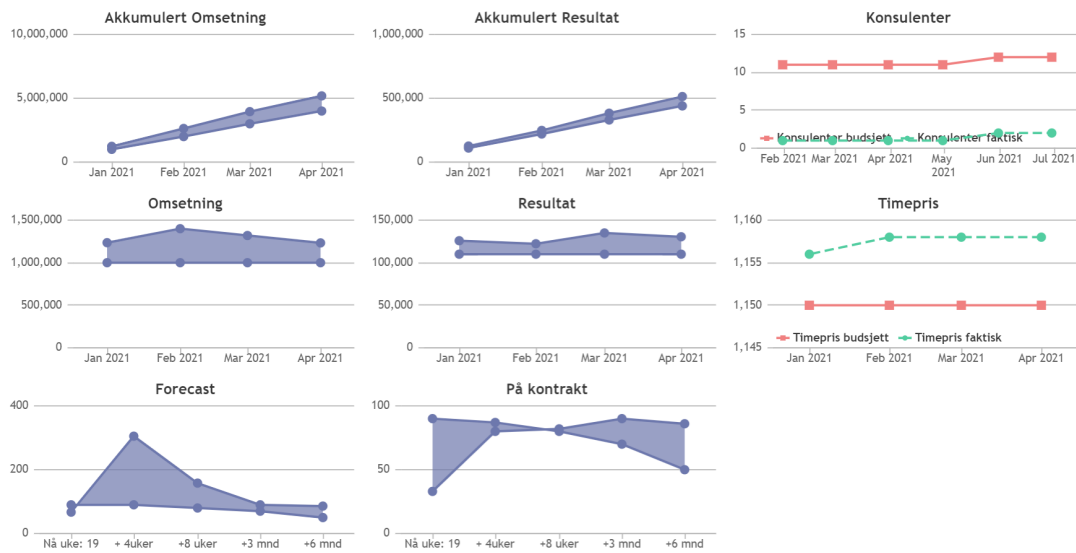 Akkumulert Omsetning
10,000,000
5,000,000
0
Jan 2021 Feb 2021 Mar 2021 Apr 2021
Akkumulert Resultat
1,000,000
500,000
0
Jan 2021 Feb 2021 Mar 2021 Apr 2021
Konsulenter
15
10
5
0
Konsulenter budsjett Konsulenter faktisk
Feb 2021 Mar 2021 Apr 2021 May Jun 2021 Jul 2021
2021
Omsetning
1,500,000
1,000,000
500,000
0
Jan 2021 Feb 2021 Mar 2021 Apr 2021
Resultat
150,000
100,000
50,000
0
Jan 2021 Feb 2021 Mar 2021 Apr 2021
Timepris
1,160
1,155
1,150
1,145
Timepris budsjett Timepris faktisk
Jan 2021 Feb 2021 Mar 2021 Apr 2021
Forecast
400
200
0
Nå uke: 19 + 4uker +8 uker +3 mnd +6 mnd
På kontrakt
100
50
0
Nå uke: 19 + 4uker +8 uker +3 mnd +6 mnd